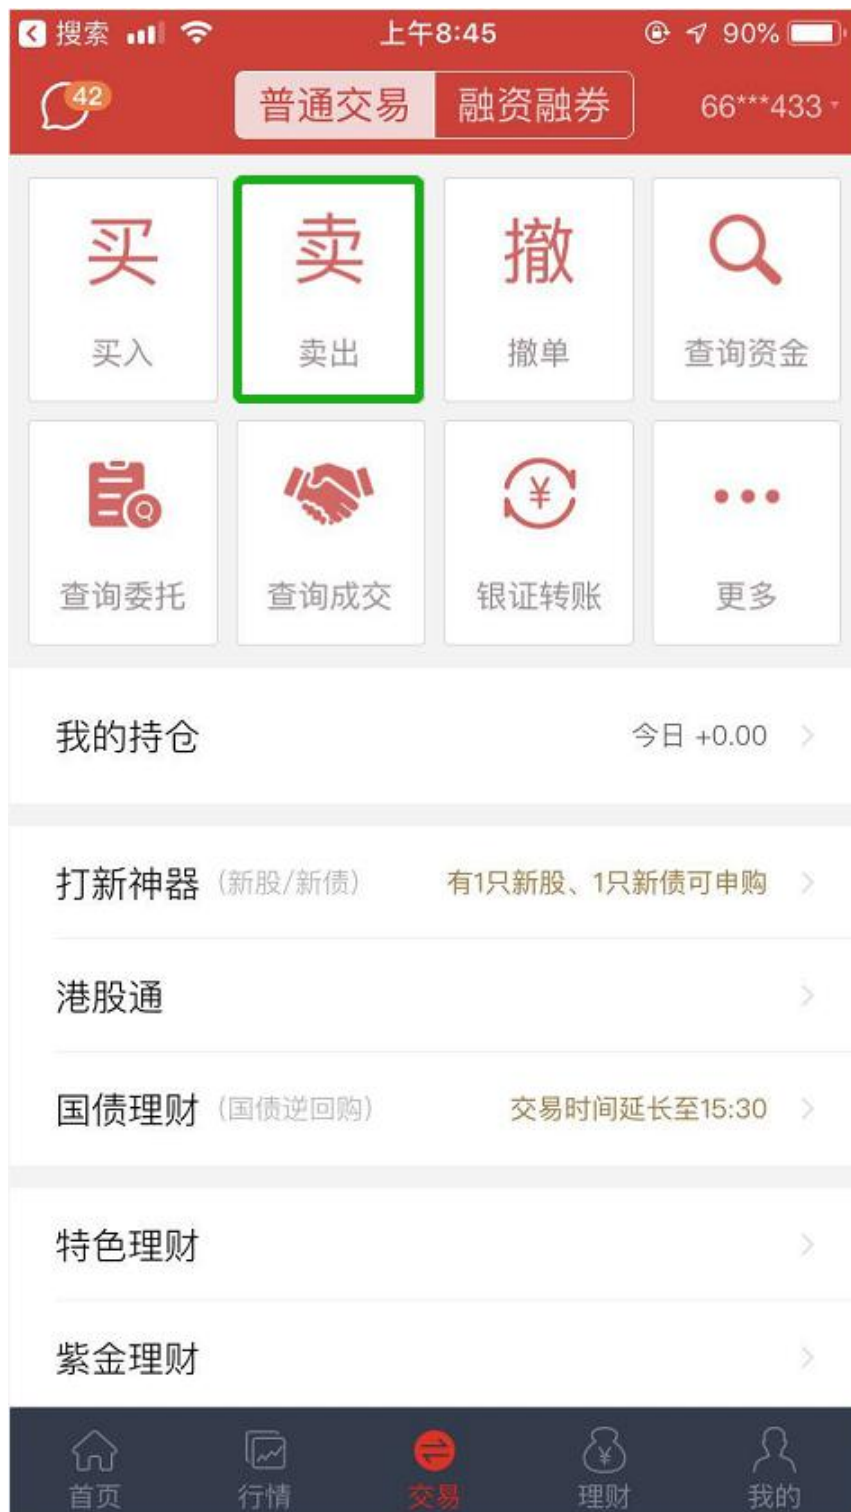 搜索 上午8:45 90%
42 普通交易 融资融券 66***433
买 卖 撤
买入 卖出 撤单 查询资金
Q ¥
查询委托 查询成交 银证转账 更多
我的持仓 今日 +0.00
打新神器 (新股/新债) 有1只新股、1只新债可申购
港股通
国债理财 (国债逆回购) 交易时间延长至15:30
特色理财
紫金理财
¥
首页 行情 交易 理财 我的